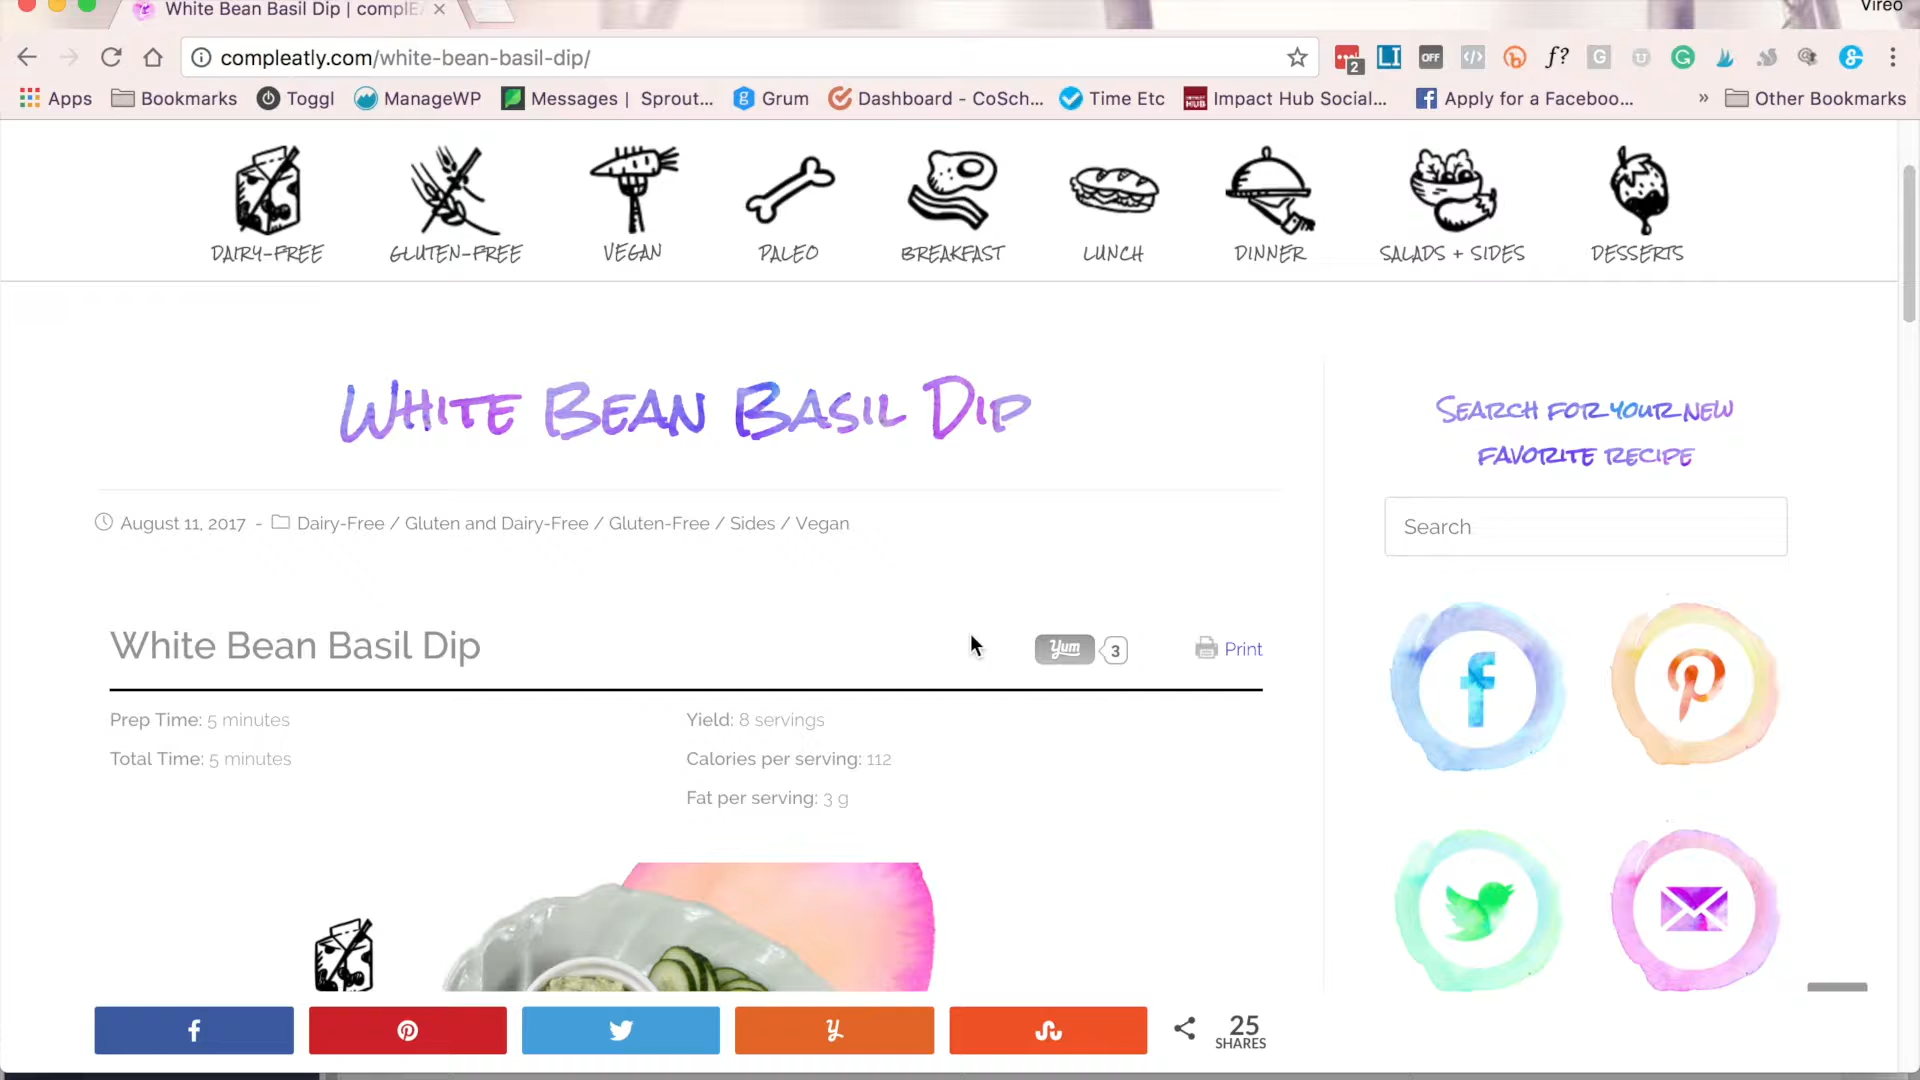 White Bean Basil Dip | complEA
Vireo
compleatly.com/white-bean-basil-dip/
2
LI
OFF
</>
f?
Apps
Bookmarks
Toggl
ManageWP
Messages | Sprout...
Grum
Dashboard - CoSch...
Time Etc
Impact Hub Social...
Apply for a Faceboo...
»
Other Bookmarks
DAIRY-FREE
GLUTEN-FREE
VEGAN
PALEO
BREAKFAST
LUNCH
DINNER
SALADS + SIDES
DESSERTS
WHITE BEAN BASIL DIP
August 11, 2017 - Dairy-Free / Gluten and Dairy-Free / Gluten-Free / Sides / Vegan
White Bean Basil Dip
Yum
3
Print
Prep Time: 5 minutes
Total Time: 5 minutes
Yield: 8 servings
Calories per serving: 112
Fat per serving: 3 g
SEARCH FOR YOUR NEW
FAVORITE RECIPE
Search
25
SHARES